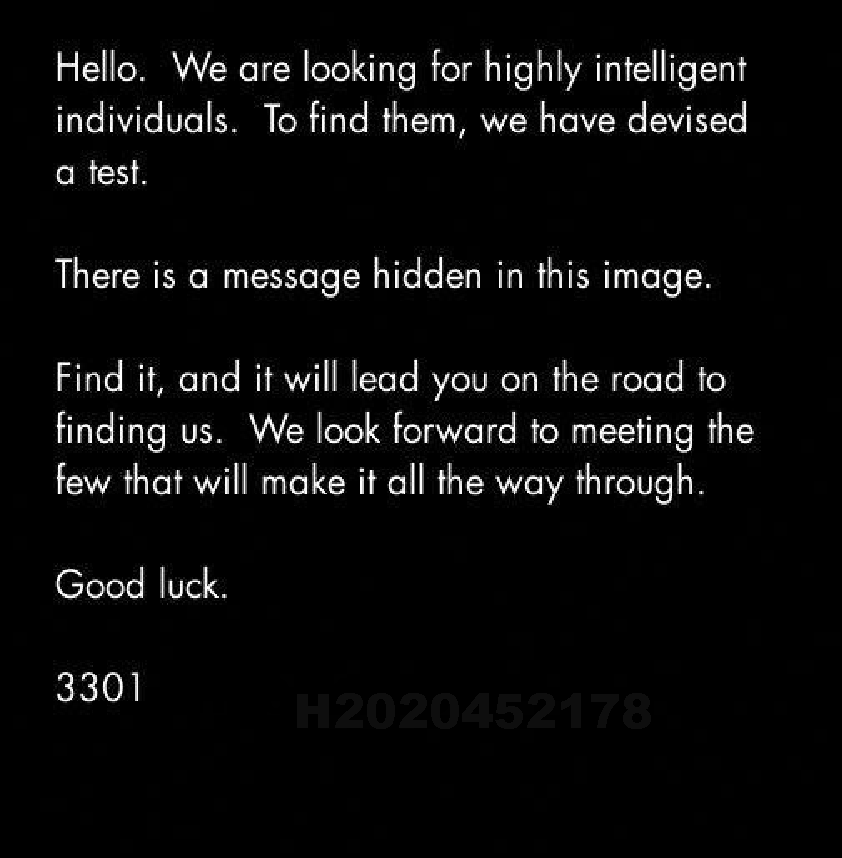 Hello.  We are looking for highly intelligent
individuals.  To find them, we have devised
a test.
There is a message hidden in this image.
Find it, and it will lead you on the road to
finding us.  We look forward to meeting the
few that will make it all the way through.
Good luck.
3301
H2020452178